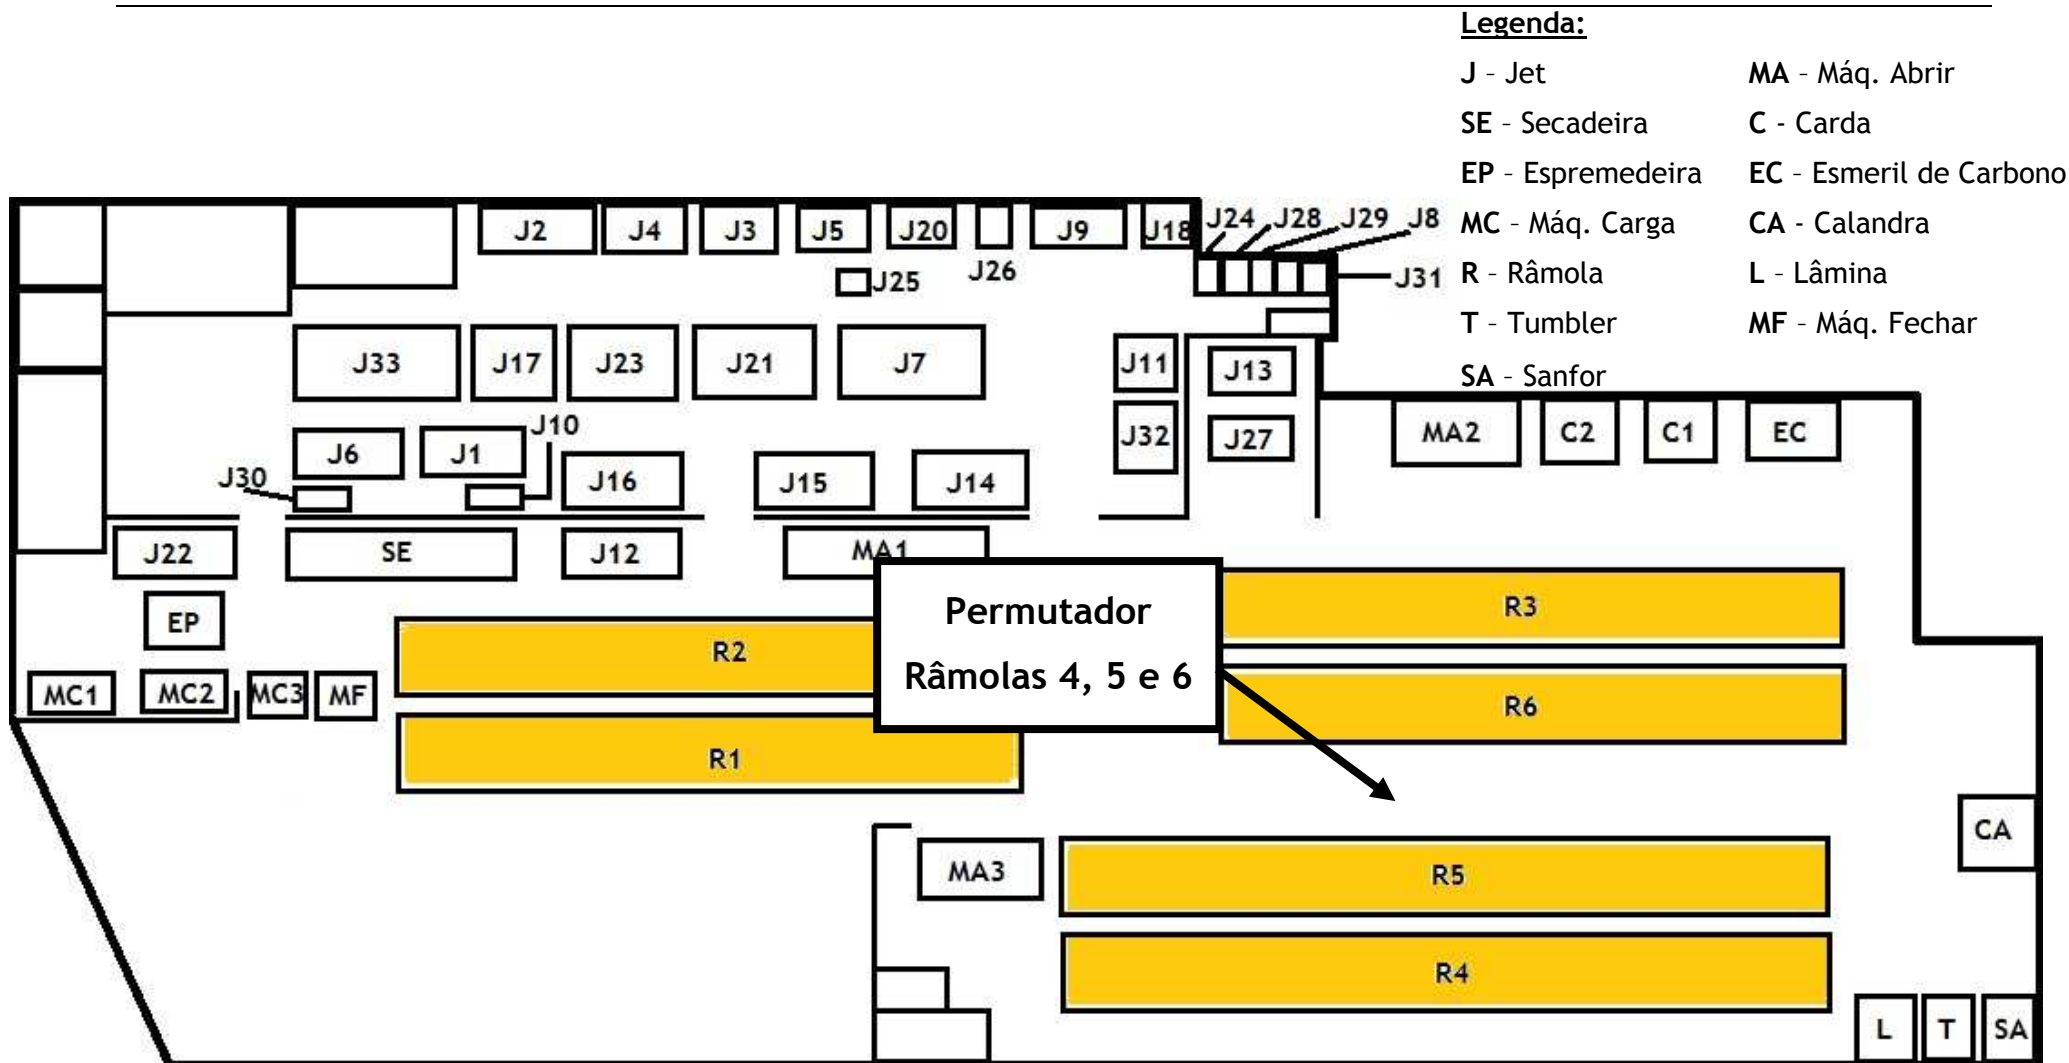 Legenda:
J - Jet MA - Máq. Abrir
SE - Secadeira C - Carda
EP - Espremedeira EC - Esmeril de Carbono
MC - Máq. Carga CA - Calandra
R - Râmola L - Lâmina
T - Tumbler MF - Máq. Fechar
SA - Sanfor
J2 J4 J3 J5 J20 J9 J18 J24 J28 J29 J8
J25 J26 J31
J33 J17 J23 J21 J7 J11 J13
J10
J6 J1 J32 J27 MA2 C2 C1 EC
J30 J16 J15 J14
J22 SE J12 MA1
EP R2 R3
Permutador
Râmolas 4, 5 e 6
MC1 MC2 MC3 MF R6
R1
CA
MA3 R5
R4
L T SA